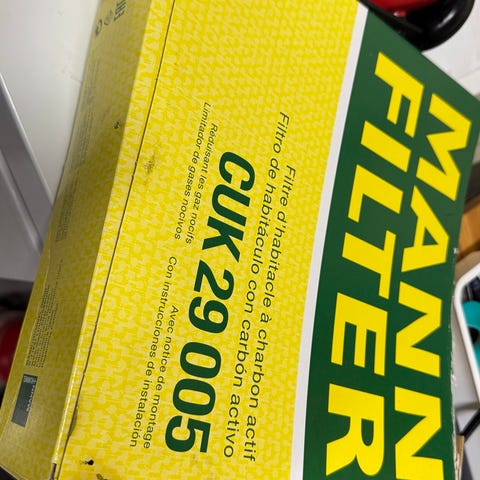 MANN
FILTER
Filtre d'habitacle à charbon actif
Filtro de habitáculo con carbón activo
CUK 29 005
Réduisant les gaz nocifs
Limitador de gases nocivos
Avec notice de montage
Con instrucciones de instalación